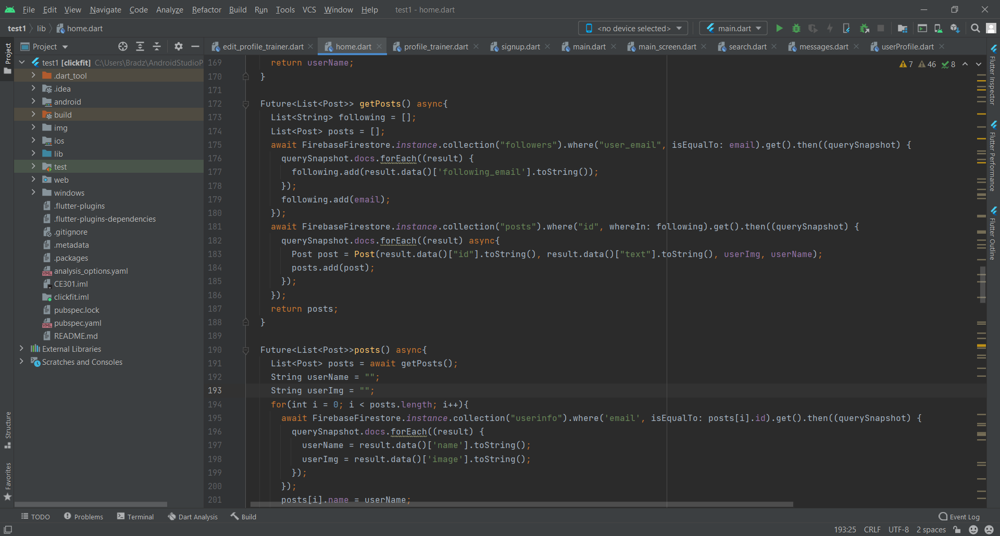 File Edit View Navigate Code Analyze Refactor Build Run Tools VCS Window Help test1 - home.dart
test1 lib home.dart <no device selected> main.dart
Project
edit_profile_trainer.dart home.dart profile_trainer.dart signup.dart main.dart main_screen.dart search.dart messages.dart userProfile.dart
Project
test1 [clickfit] C:\Users\Bradz\AndroidStudioP
.dart_tool
.idea
android
build
img
ios
lib
test
web
windows
.flutter-plugins
.flutter-plugins-dependencies
.gitignore
.metadata
.packages
analysis_options.yaml
CE301.iml
clickfit.iml
pubspec.lock
pubspec.yaml
README.md
External Libraries
Scratches and Consoles
Structure
Favorites
7 46 8
169 return userName;
170 }
171
172 Future<List<Post>> getPosts() async{
173 List<String> following = [];
174 List<Post> posts = [];
175 await FirebaseFirestore.instance.collection("followers").where("user_email", isEqualTo: email).get().then((querySnapshot) {
176 querySnapshot.docs.forEach((result) {
177 following.add(result.data()['following_email'].toString());
178 });
179 following.add(email);
180 });
181 await FirebaseFirestore.instance.collection("posts").where("id", whereIn: following).get().then((querySnapshot) {
182 querySnapshot.docs.forEach((result) async{
183 Post post = Post(result.data()["id"].toString(), result.data()["text"].toString(), userImg, userName);
184 posts.add(post);
185 });
186 });
187 return posts;
188 }
189
190 Future<List<Post>>posts() async{
191 List<Post> posts = await getPosts();
192 String userName = "";
193 String userImg = "";
194 for(int i = 0; i < posts.length; i++){
195 await FirebaseFirestore.instance.collection("userinfo").where('email', isEqualTo: posts[i].id).get().then((querySnapshot) {
196 querySnapshot.docs.forEach((result) {
197 userName = result.data()['name'].toString();
198 userImg = result.data()['image'].toString();
199 });
200 });
201 posts[i].name = userName;
Flutter Inspector
Flutter Performance
Flutter Outline
TODO Problems Terminal Dart Analysis Build Event Log
193:25 CRLF UTF-8 2 spaces